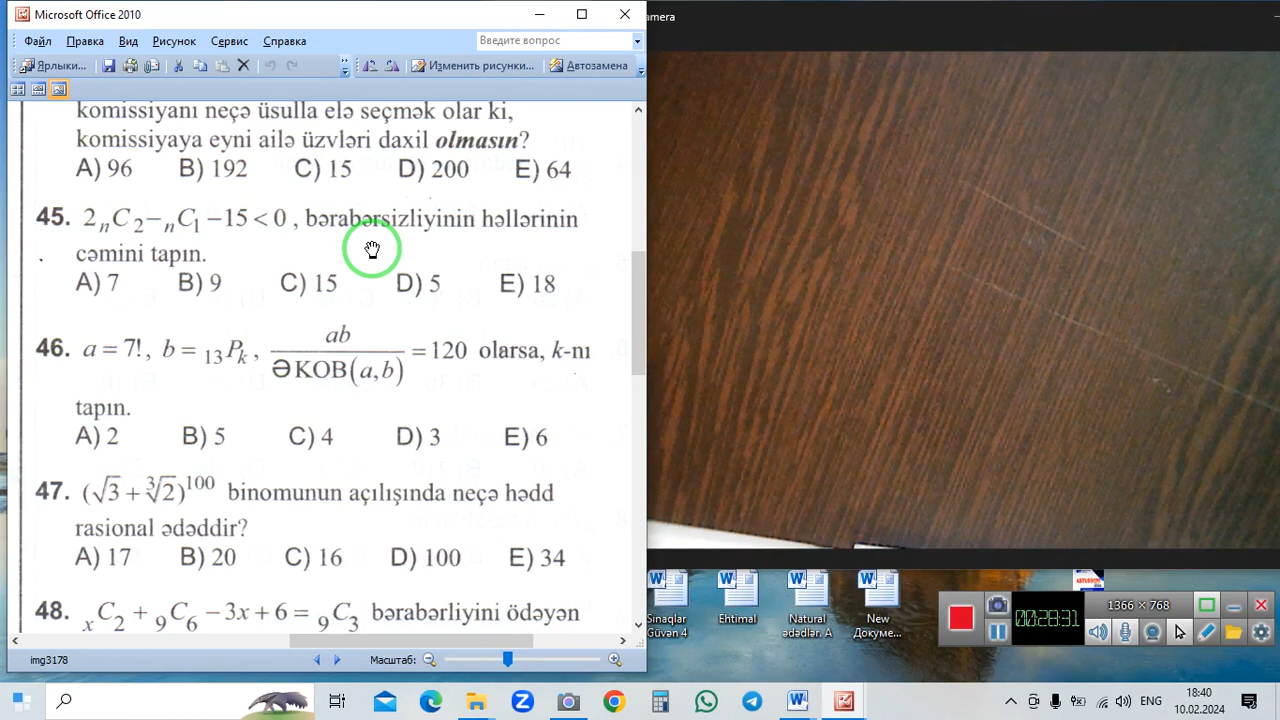 Microsoft Office 2010
Файл Правка Вид Рисунок Сервис Справка Введите вопрос
Ярлыки... Изменить рисунки... Автозамена
komissiyanı neçə üsulla elə seçmək olar ki,
komissiyaya eyni ailə üzvləri daxil olmasın?
A) 96 B) 192 C) 15 D) 200 E) 64
45. 2 ₙC₂ − ₙC₁ − 15 < 0 , bərabərsizliyinin həllərinin
cəmini tapın.
A) 7 B) 9 C) 15 D) 5 E) 18
46. a = 7!, b = ₁₃Pₖ, ab / ƏKOB(a,b) = 120 olarsa, k-nı
tapın.
A) 2 B) 5 C) 4 D) 3 E) 6
47. (√3 + ∛2)¹⁰⁰ binomunun açılışında neçə hədd
rasional ədəddir?
A) 17 B) 20 C) 16 D) 100 E) 34
48. ₓC₂ + ₉C₆ − 3x + 6 = ₉C₃ bərabərliyini ödəyən
img3178 Масштаб:
amera
Sınaqlar Güvən 4
Ehtimal
Natural ədədlər. A
New Докуме...
1366 × 768
00:28:31
ENG
18:40
10.02.2024